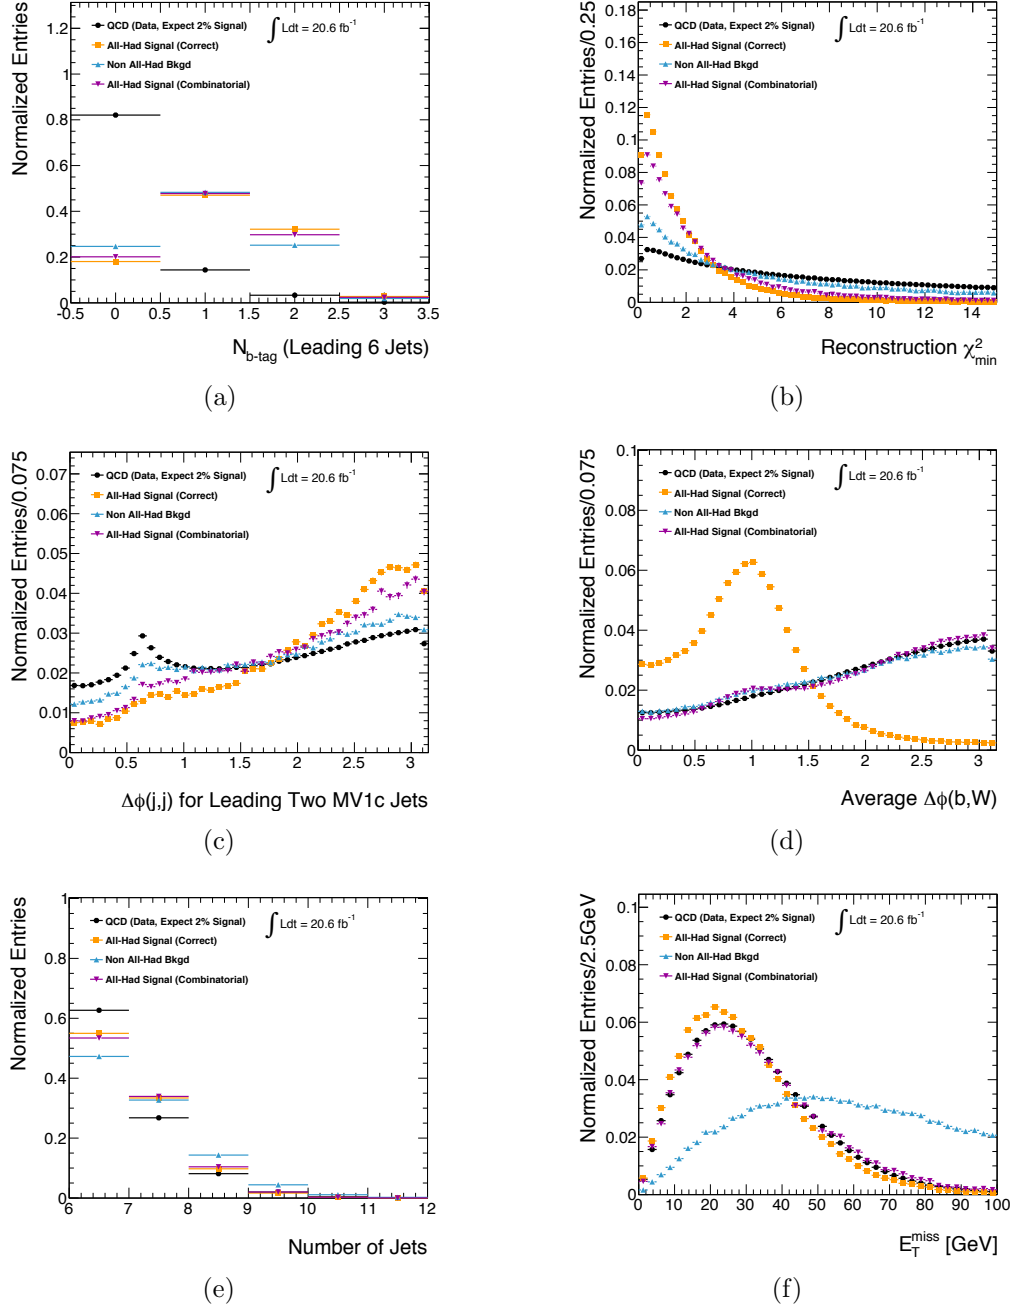 Normalized Entries
1.2
1
0.8
0.6
0.4
0.2
0
QCD (Data, Expect 2% Signal)
All-Had Signal (Correct)
Non All-Had Bkgd
All-Had Signal (Combinatorial)
∫ Ldt = 20.6 fb⁻¹
-0.5 0 0.5 1 1.5 2 2.5 3 3.5
N_b-tag (Leading 6 Jets)
(a)
Normalized Entries/0.25
0.18
0.16
0.14
0.12
0.1
0.08
0.06
0.04
0.02
0
QCD (Data, Expect 2% Signal)
All-Had Signal (Correct)
Non All-Had Bkgd
All-Had Signal (Combinatorial)
∫ Ldt = 20.6 fb⁻¹
0 2 4 6 8 10 12 14
Reconstruction χ²_min
(b)
Normalized Entries/0.075
0.07
0.06
0.05
0.04
0.03
0.02
0.01
0
QCD (Data, Expect 2% Signal)
All-Had Signal (Correct)
Non All-Had Bkgd
All-Had Signal (Combinatorial)
∫ Ldt = 20.6 fb⁻¹
0 0.5 1 1.5 2 2.5 3
Δϕ(j,j) for Leading Two MV1c Jets
(c)
Normalized Entries/0.075
0.1
0.08
0.06
0.04
0.02
0
QCD (Data, Expect 2% Signal)
All-Had Signal (Correct)
Non All-Had Bkgd
All-Had Signal (Combinatorial)
∫ Ldt = 20.6 fb⁻¹
0 0.5 1 1.5 2 2.5 3
Average Δϕ(b,W)
(d)
Normalized Entries
1
0.8
0.6
0.4
0.2
0
QCD (Data, Expect 2% Signal)
All-Had Signal (Correct)
Non All-Had Bkgd
All-Had Signal (Combinatorial)
∫ Ldt = 20.6 fb⁻¹
6 7 8 9 10 11 12
Number of Jets
(e)
Normalized Entries/2.5GeV
0.1
0.08
0.06
0.04
0.02
0
QCD (Data, Expect 2% Signal)
All-Had Signal (Correct)
Non All-Had Bkgd
All-Had Signal (Combinatorial)
∫ Ldt = 20.6 fb⁻¹
0 10 20 30 40 50 60 70 80 90 100
E_T^miss [GeV]
(f)